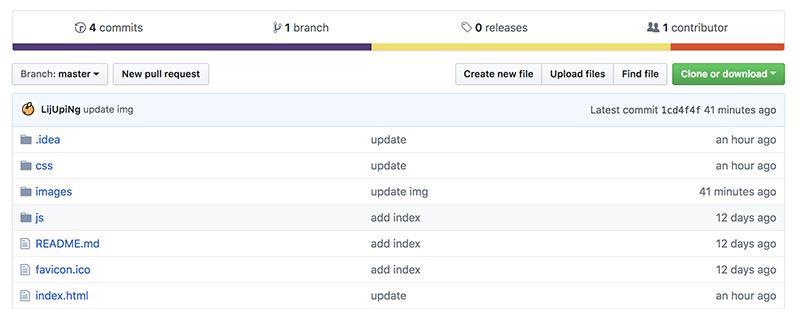 4 commits 1 branch 0 releases 1 contributor
Branch: master New pull request Create new file Upload files Find file Clone or download
LijUpiNg update img Latest commit 1cd4f4f 41 minutes ago
.idea update an hour ago
css update an hour ago
images update img 41 minutes ago
js add index 12 days ago
README.md add index 12 days ago
favicon.ico add index 12 days ago
index.html update an hour ago